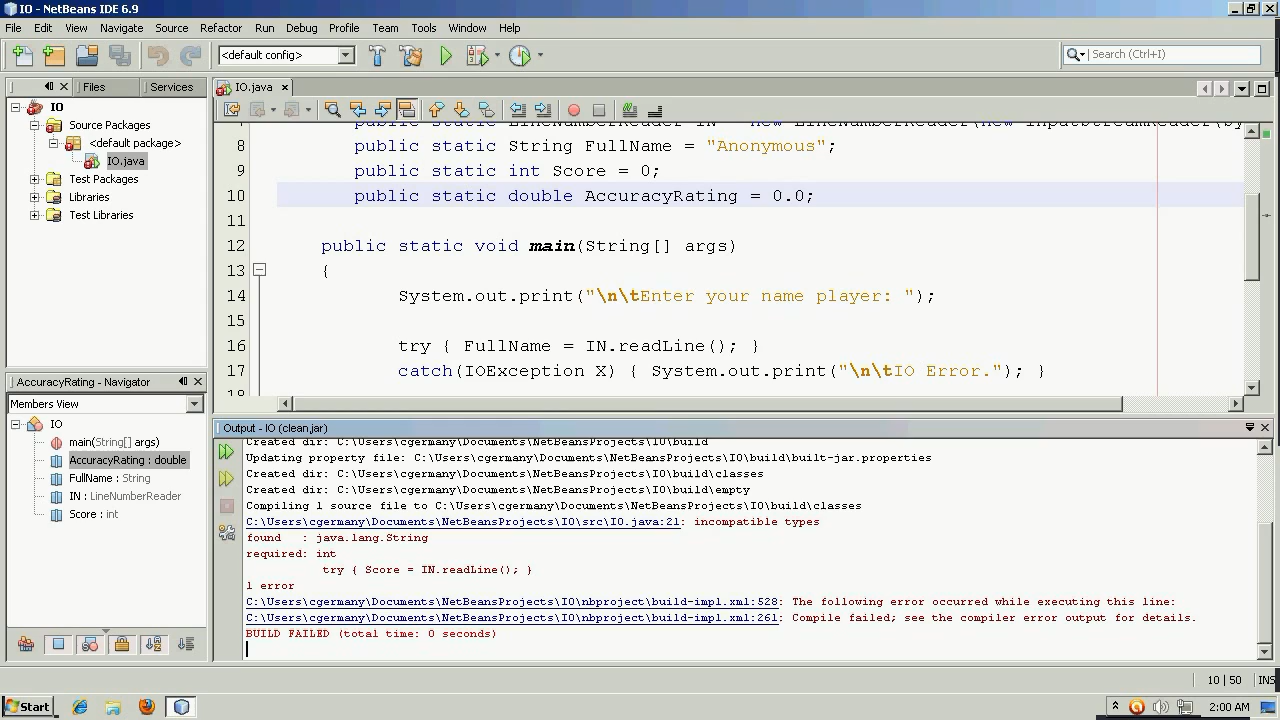 IO - NetBeans IDE 6.9
File Edit View Navigate Source Refactor Run Debug Profile Team Tools Window Help
<default config>
Search (Ctrl+I)
Files Services
IO
Source Packages
<default package>
IO.java
Test Packages
Libraries
Test Libraries
IO.java
8 public static String FullName = "Anonymous";
9 public static int Score = 0;
10 public static double AccuracyRating = 0.0;
11
12 public static void main(String[] args)
13 {
14 System.out.print("\n\tEnter your name player: ");
15
16 try { FullName = IN.readLine(); }
17 catch(IOException X) { System.out.print("\n\tIO Error."); }
AccuracyRating - Navigator
Members View
IO
main(String[] args)
AccuracyRating : double
FullName : String
IN : LineNumberReader
Score : int
Output - IO (clean,jar)
Created dir: C:\Users\cgermany\Documents\NetBeansProjects\IO\build
Updating property file: C:\Users\cgermany\Documents\NetBeansProjects\IO\build\built-jar.properties
Created dir: C:\Users\cgermany\Documents\NetBeansProjects\IO\build\classes
Created dir: C:\Users\cgermany\Documents\NetBeansProjects\IO\build\empty
Compiling 1 source file to C:\Users\cgermany\Documents\NetBeansProjects\IO\build\classes
C:\Users\cgermany\Documents\NetBeansProjects\IO\src\IO.java:21: incompatible types
found : java.lang.String
required: int
try { Score = IN.readLine(); }
1 error
C:\Users\cgermany\Documents\NetBeansProjects\IO\nbproject\build-impl.xml:528: The following error occurred while executing this line:
C:\Users\cgermany\Documents\NetBeansProjects\IO\nbproject\build-impl.xml:261: Compile failed; see the compiler error output for details.
BUILD FAILED (total time: 0 seconds)
10 | 50 INS
Start
2:00 AM